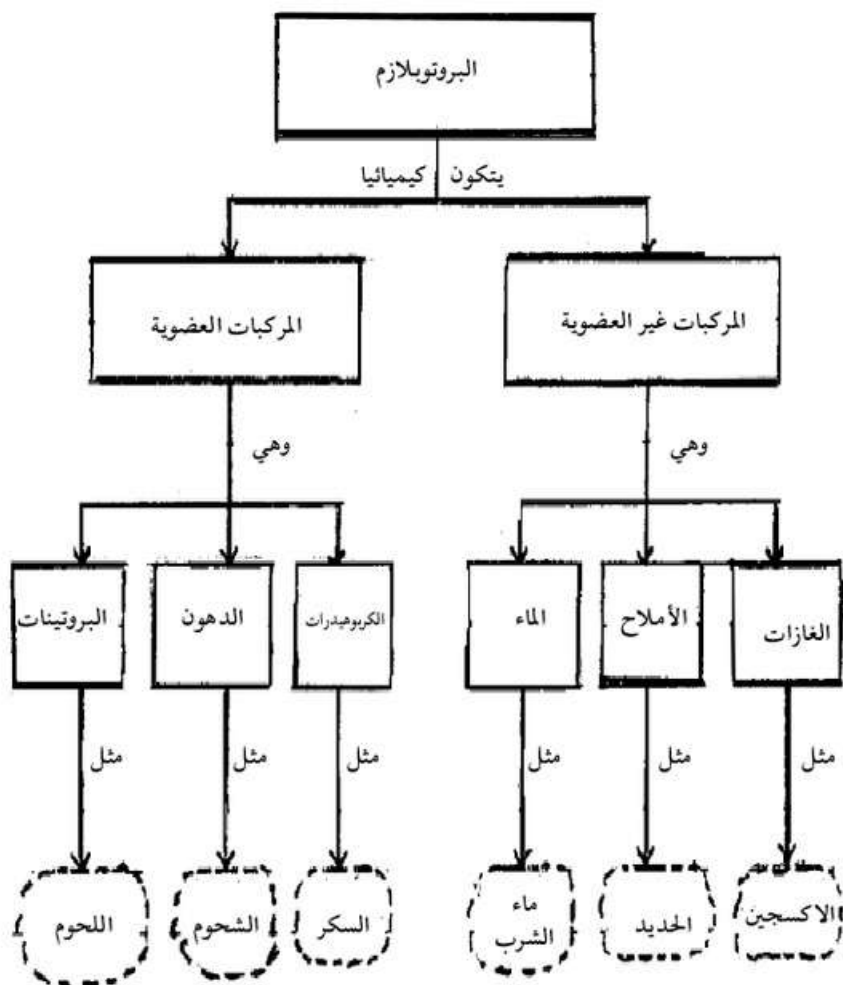 البروتوبلازم
يتكون كيميائيا
المركبات غير العضوية
المركبات العضوية
وهي
وهي
الغازات
الأملاح
الماء
الكربوهيدرات
الدهون
البروتينات
مثل
مثل
مثل
مثل
مثل
مثل
الاكسجين
الحديد
ماء
الشرب
السكر
الشحوم
اللحوم